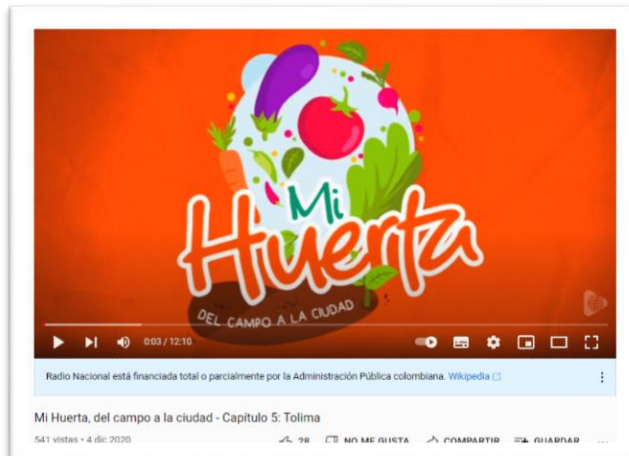 Mi
Huerta
DEL CAMPO A LA CIUDAD
0:03 / 12:10
Radio Nacional está financiada total o parcialmente por la Administración Pública colombiana. Wikipedia
Mi Huerta, del campo a la ciudad - Capítulo 5: Tolima
541 vistas • 4 dic 2020 28 NO ME GUSTA COMPARTIR GUARDAR ...